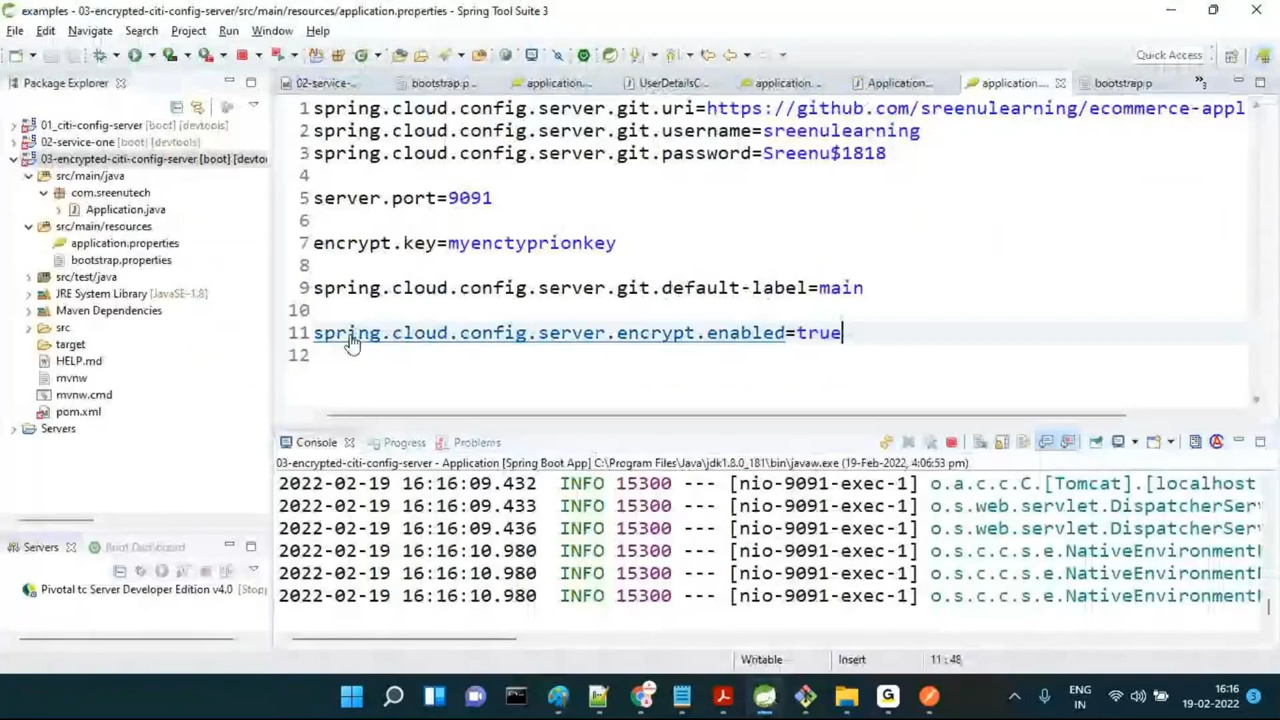 examples - 03-encrypted-citi-config-server/src/main/resources/application.properties - Spring Tool Suite 3
File Edit Navigate Search Project Run Window Help
Quick Access
Package Explorer
01_citi-config-server [boot] [devtools]
02-service-one [boot] [devtools]
03-encrypted-citi-config-server [boot] [devto
src/main/java
com.sreenutech
Application.java
src/main/resources
application.properties
bootstrap.properties
src/test/java
JRE System Library [JavaSE-1.8]
Maven Dependencies
src
target
HELP.md
mvnw
mvnw.cmd
pom.xml
Servers
Servers Boot Dashboard
Pivotal tc Server Developer Edition v4.0 [Stop
02-service-... bootstrap.p application... UserDetailsC... application... Application... application... bootstrap.p
1 spring.cloud.config.server.git.uri=https://github.com/sreenulearning/ecommerce-appl
2 spring.cloud.config.server.git.username=sreenulearning
3 spring.cloud.config.server.git.password=Sreenu$1818
4
5 server.port=9091
6
7 encrypt.key=myenctyprionkey
8
9 spring.cloud.config.server.git.default-label=main
10
11 spring.cloud.config.server.encrypt.enabled=true
12
Console Progress Problems
03-encrypted-citi-config-server - Application [Spring Boot App] C:\Program Files\Java\jdk1.8.0_181\bin\javaw.exe (19-Feb-2022, 4:06:53 pm)
2022-02-19 16:16:09.432 INFO 15300 --- [nio-9091-exec-1] o.a.c.c.C.[Tomcat].[localhost
2022-02-19 16:16:09.433 INFO 15300 --- [nio-9091-exec-1] o.s.web.servlet.DispatcherSer
2022-02-19 16:16:09.436 INFO 15300 --- [nio-9091-exec-1] o.s.web.servlet.DispatcherSer
2022-02-19 16:16:10.980 INFO 15300 --- [nio-9091-exec-1] o.s.c.c.s.e.NativeEnvironment
2022-02-19 16:16:10.980 INFO 15300 --- [nio-9091-exec-1] o.s.c.c.s.e.NativeEnvironment
2022-02-19 16:16:10.980 INFO 15300 --- [nio-9091-exec-1] o.s.c.c.s.e.NativeEnvironment
Writable Insert 11:48
ENG
IN
16:16
19-02-2022